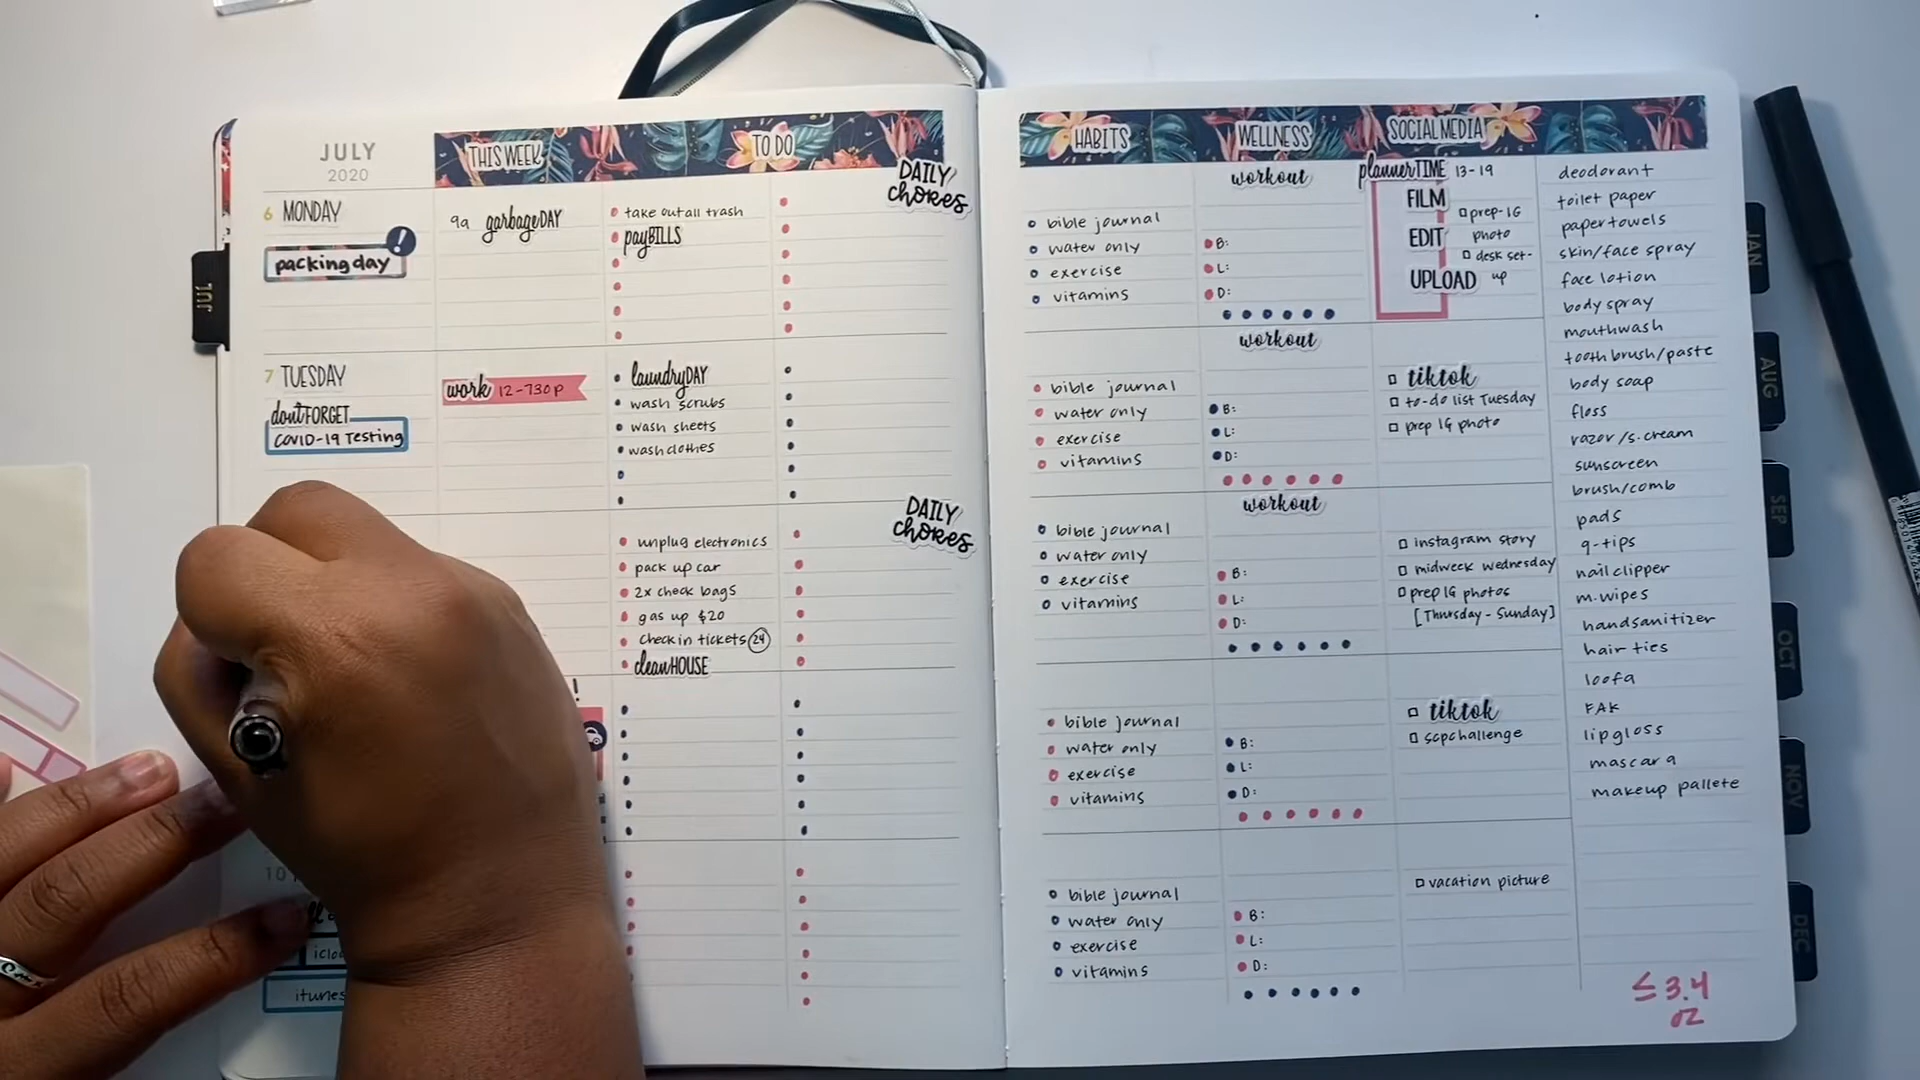 JULY
2020
THIS WEEK
TO DO
6 MONDAY
packing day
!
9a garbageDAY
take out all trash
payBILLS
DAILY
chores
JUL
7 TUESDAY
don'tFORGET
COVID-19 Testing
work 12-730p
laundryDAY
wash scrubs
wash sheets
wash clothes
unplug electronics
pack up car
2x check bags
gas up $20
check in tickets 24
cleanHOUSE
DAILY
chores
!
10
itunes
HABITS
WELLNESS
SOCIAL MEDIA
bible journal
water only
exercise
vitamins
workout
B:
L:
D:
plannerTIME 13-19
FILM
EDIT
UPLOAD
prep IG
photo
desk set-
up
bible journal
water only
exercise
vitamins
workout
B:
L:
D:
tiktok
to-do list Tuesday
prep IG photo
bible journal
water only
exercise
vitamins
workout
B:
L:
D:
instagram story
midweek wednesday
prep IG photos
[Thursday - Sunday]
bible journal
water only
exercise
vitamins
B:
L:
D:
tiktok
scpchallenge
bible journal
water only
exercise
vitamins
B:
L:
D:
vacation picture
deodorant
toilet paper
paper towels
skin/face spray
face lotion
body spray
mouthwash
toothbrush/paste
body soap
floss
razor/s.cream
sunscreen
brush/comb
pads
q-tips
nail clipper
m.wipes
handsanitizer
hair ties
loofa
FAK
lipgloss
mascara
makeup pallete
≤ 3.4
oz
JAN
AUG
SEP
OCT
NOV
DEC